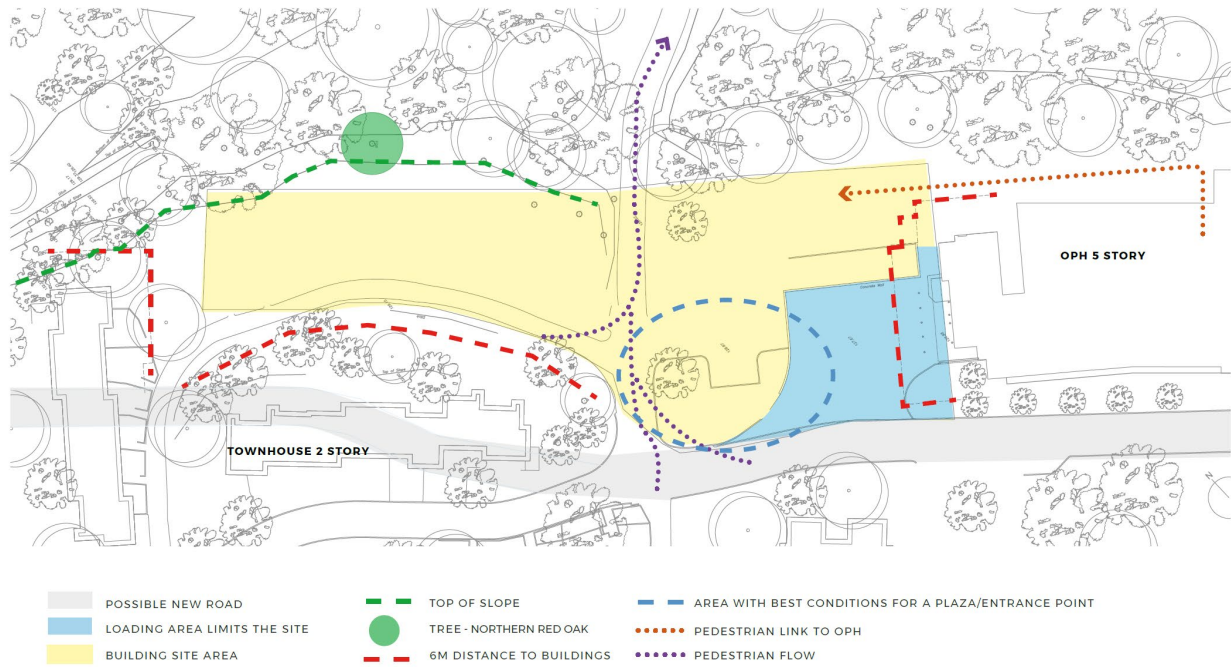 OPH 5 STORY
TOWNHOUSE 2 STORY
POSSIBLE NEW ROAD
LOADING AREA LIMITS THE SITE
BUILDING SITE AREA
TOP OF SLOPE
TREE - NORTHERN RED OAK
6M DISTANCE TO BUILDINGS
AREA WITH BEST CONDITIONS FOR A PLAZA/ENTRANCE POINT
PEDESTRIAN LINK TO OPH
PEDESTRIAN FLOW